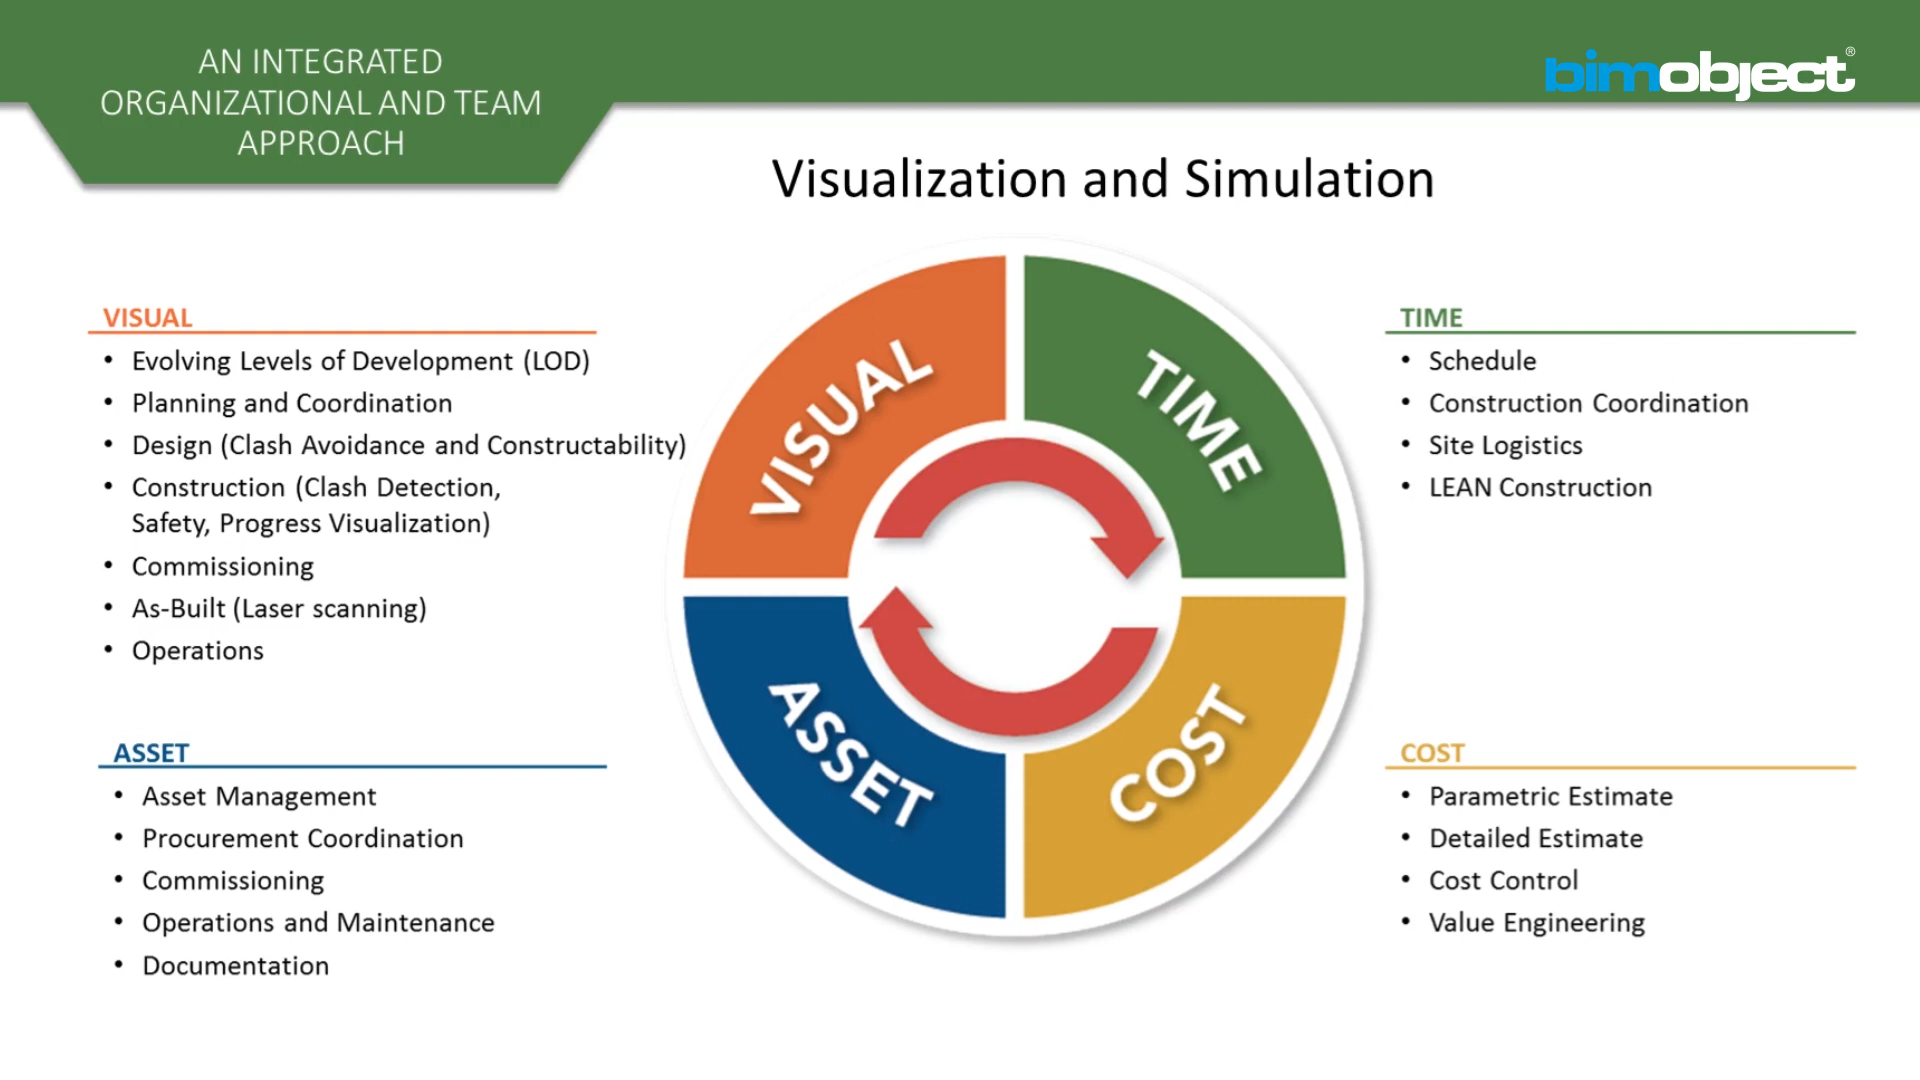 AN INTEGRATED
ORGANIZATIONAL AND TEAM
APPROACH
bimobject®
Visualization and Simulation
VISUAL
• Evolving Levels of Development (LOD)
• Planning and Coordination
• Design (Clash Avoidance and Constructability)
• Construction (Clash Detection,
Safety, Progress Visualization)
• Commissioning
• As-Built (Laser scanning)
• Operations
ASSET
• Asset Management
• Procurement Coordination
• Commissioning
• Operations and Maintenance
• Documentation
VISUAL
TIME
ASSET
COST
TIME
• Schedule
• Construction Coordination
• Site Logistics
• LEAN Construction
COST
• Parametric Estimate
• Detailed Estimate
• Cost Control
• Value Engineering